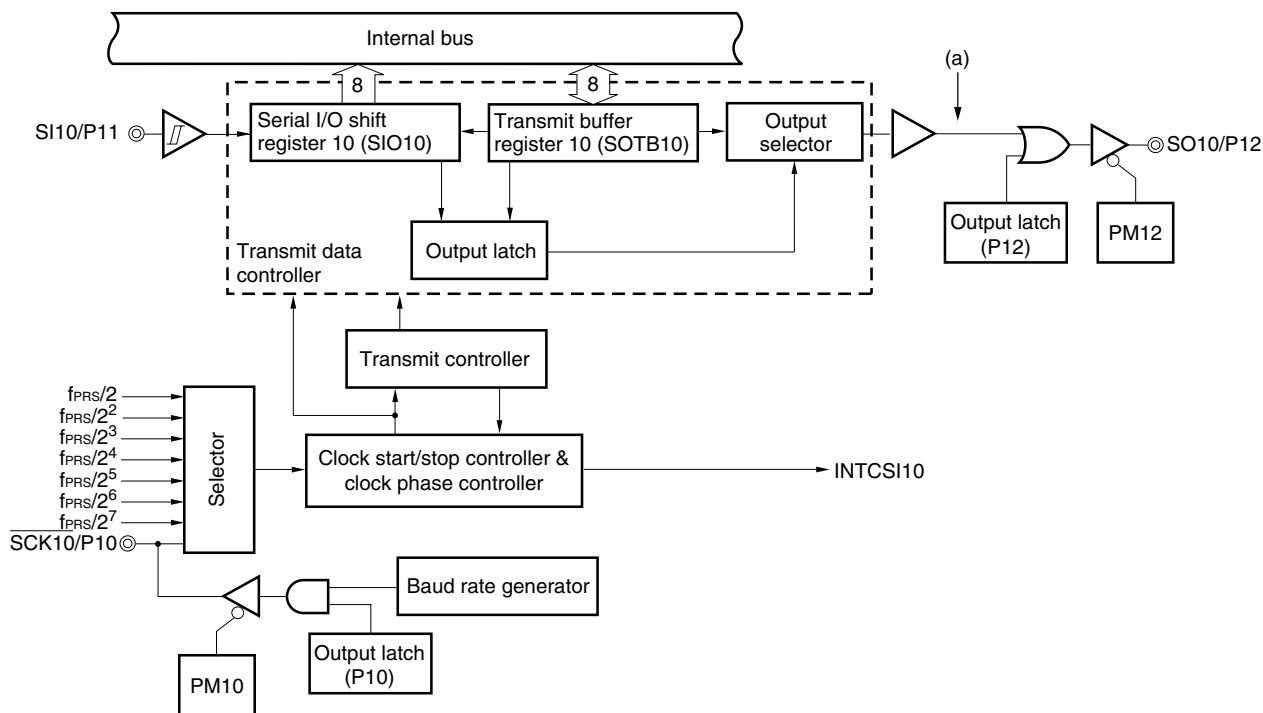 Internal bus
(a)
8
8
SI10/P11
Serial I/O shift
register 10 (SIO10)
Transmit buffer
register 10 (SOTB10)
Output
selector
SO10/P12
Output latch
(P12)
PM12
Output latch
Transmit data
controller
Transmit controller
fPRS/2
fPRS/2²
fPRS/2³
fPRS/2⁴
fPRS/2⁵
fPRS/2⁶
fPRS/2⁷
SCK10/P10
Selector
Clock start/stop controller &
clock phase controller
INTCSI10
Baud rate generator
Output latch
(P10)
PM10